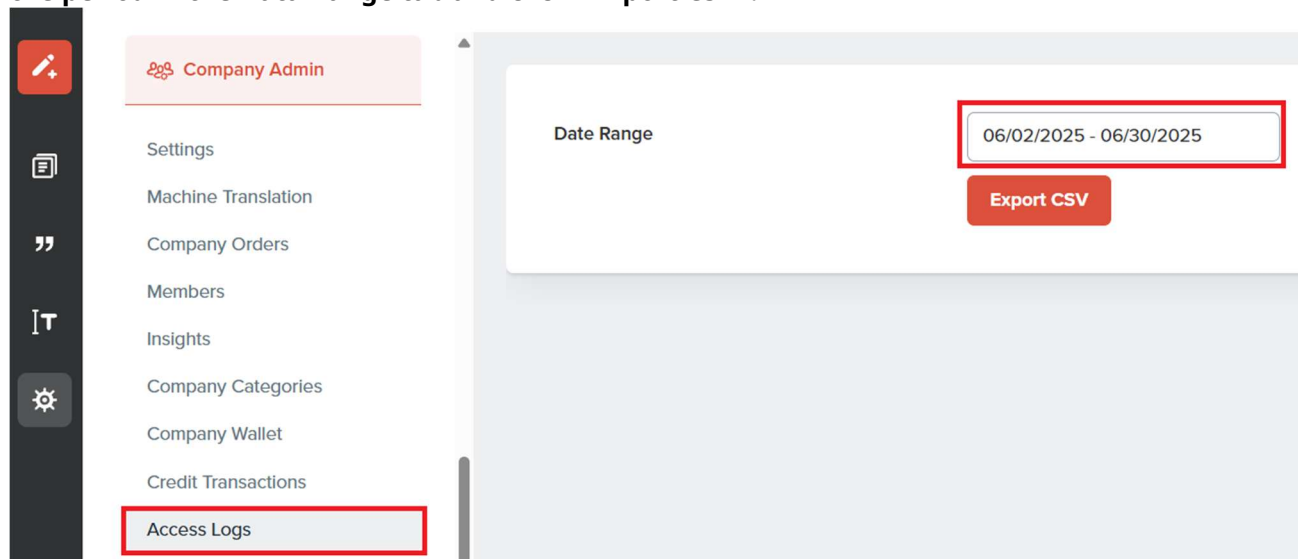 Company Admin
Settings
Machine Translation
Company Orders
Members
Insights
Company Categories
Company Wallet
Credit Transactions
Access Logs
Date Range
06/02/2025 - 06/30/2025
Export CSV